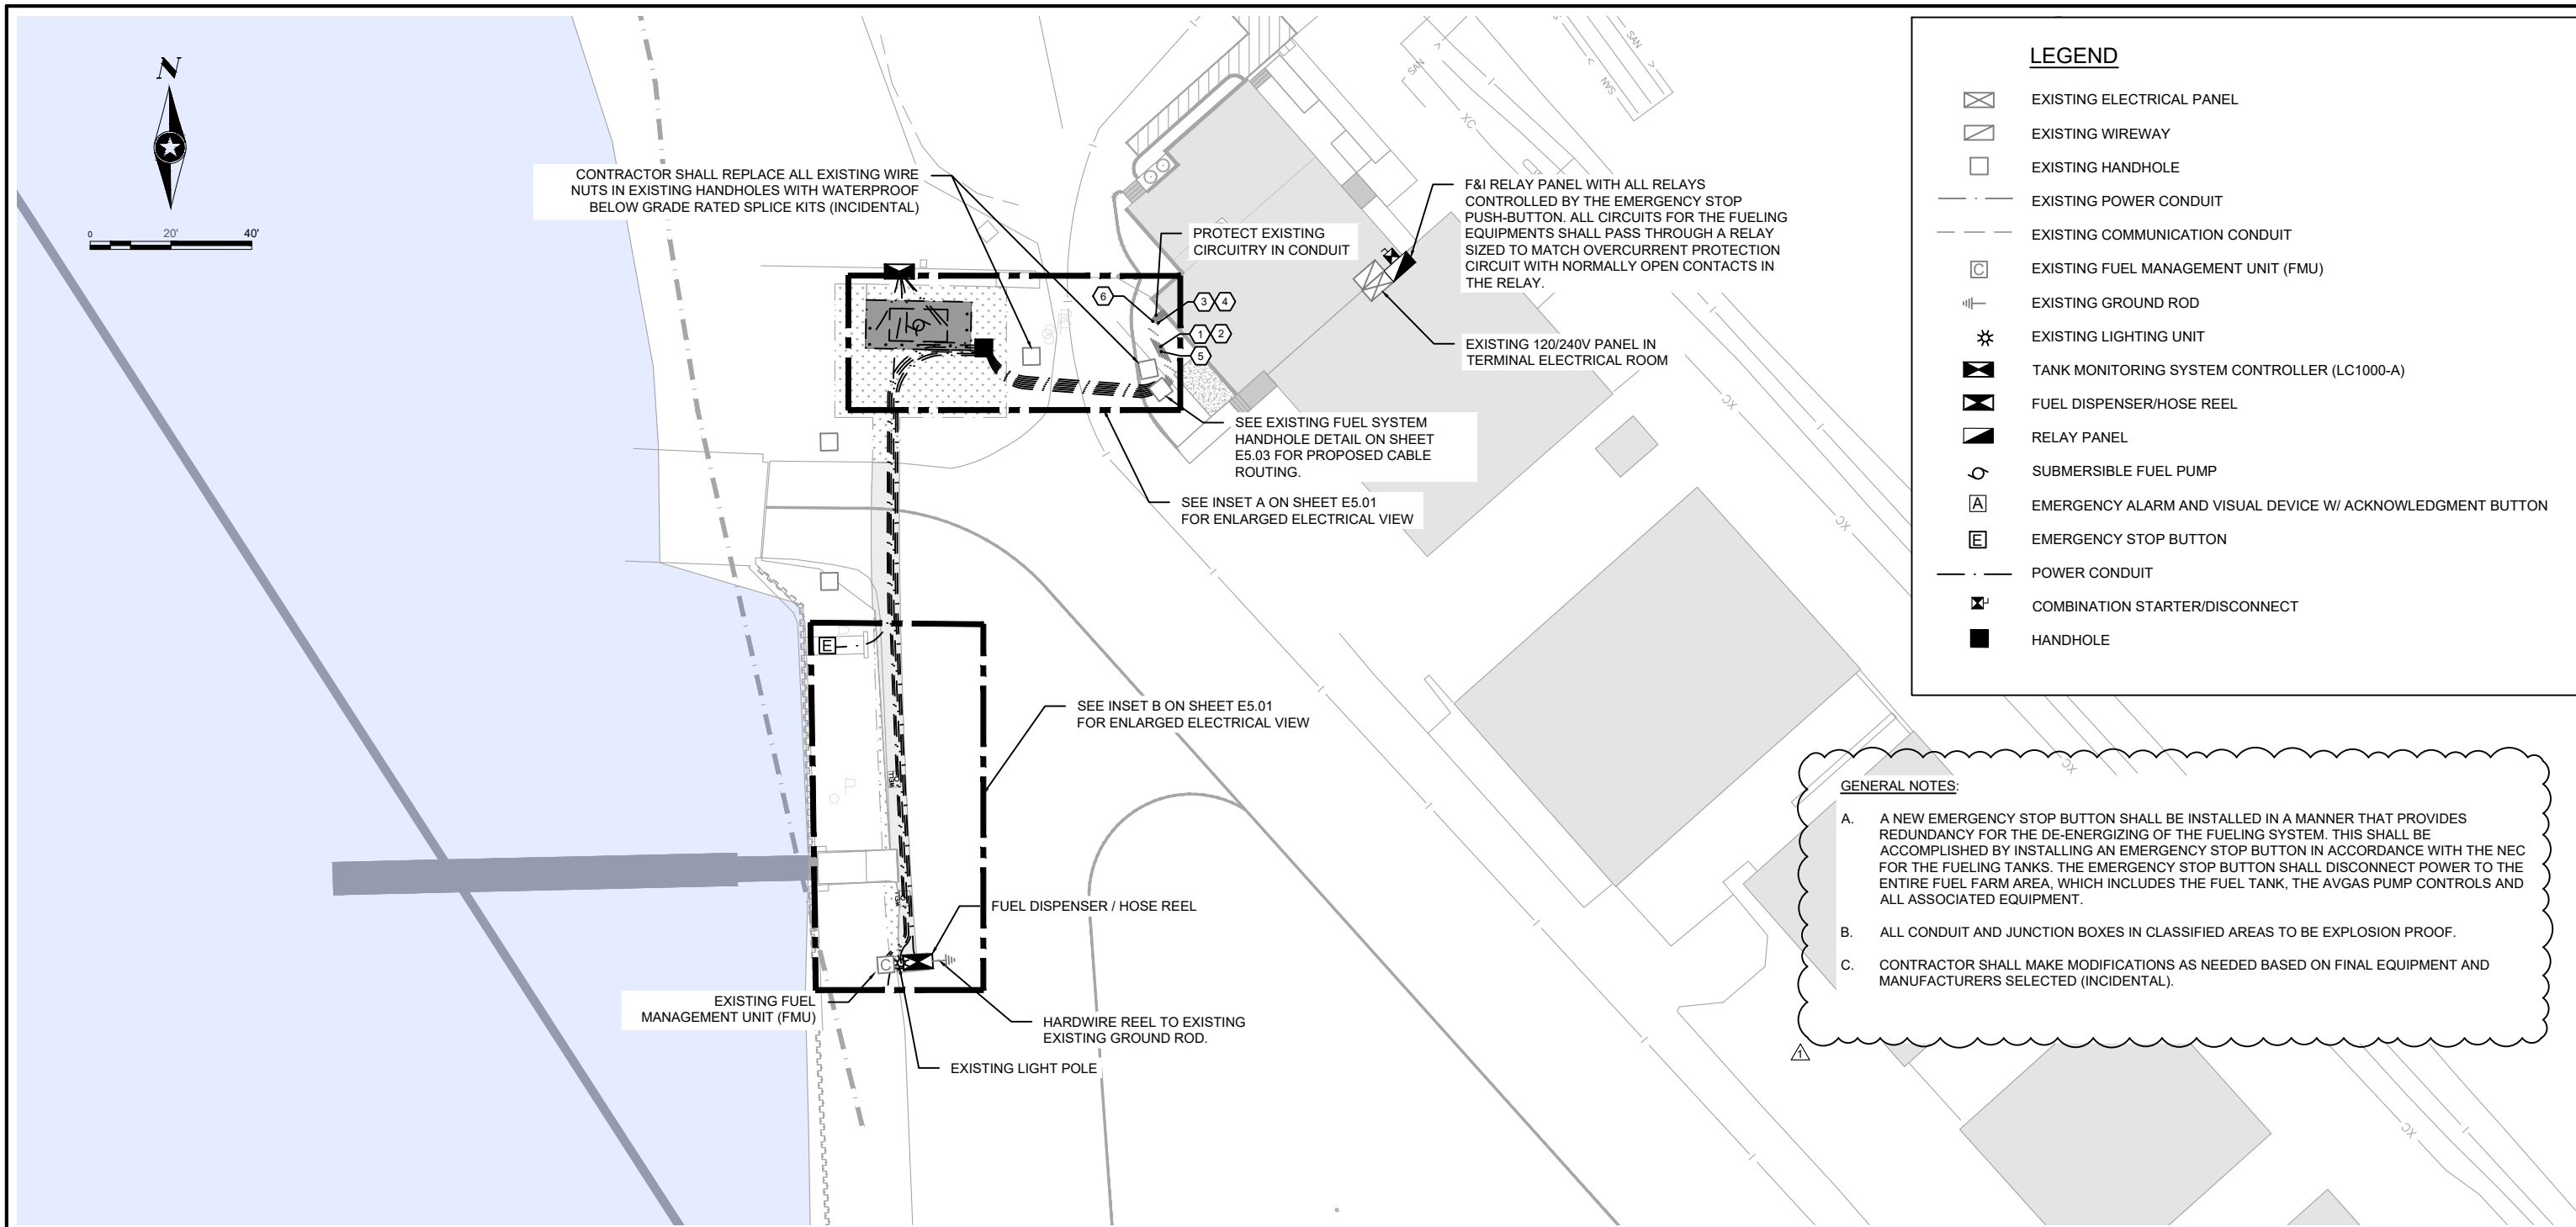 N
0 20' 40'
CONTRACTOR SHALL REPLACE ALL EXISTING WIRE
NUTS IN EXISTING HANDHOLES WITH WATERPROOF
BELOW GRADE RATED SPLICE KITS (INCIDENTAL)
PROTECT EXISTING
CIRCUITRY IN CONDUIT
F&I RELAY PANEL WITH ALL RELAYS
CONTROLLED BY THE EMERGENCY STOP
PUSH-BUTTON. ALL CIRCUITS FOR THE FUELING
EQUIPMENTS SHALL PASS THROUGH A RELAY
SIZED TO MATCH OVERCURRENT PROTECTION
CIRCUIT WITH NORMALLY OPEN CONTACTS IN
THE RELAY.
6
3 4
1 2
5
EXISTING 120/240V PANEL IN
TERMINAL ELECTRICAL ROOM
SEE EXISTING FUEL SYSTEM
HANDHOLE DETAIL ON SHEET
E5.03 FOR PROPOSED CABLE
ROUTING.
SEE INSET A ON SHEET E5.01
FOR ENLARGED ELECTRICAL VIEW
E
SEE INSET B ON SHEET E5.01
FOR ENLARGED ELECTRICAL VIEW
P
FUEL DISPENSER / HOSE REEL
C
EXISTING FUEL
MANAGEMENT UNIT (FMU)
HARDWIRE REEL TO EXISTING
EXISTING GROUND ROD.
EXISTING LIGHT POLE
SAN
SAN
SAN
XC
XC
XC
XC
XC
LEGEND
EXISTING ELECTRICAL PANEL
EXISTING WIREWAY
EXISTING HANDHOLE
EXISTING POWER CONDUIT
EXISTING COMMUNICATION CONDUIT
C EXISTING FUEL MANAGEMENT UNIT (FMU)
EXISTING GROUND ROD
EXISTING LIGHTING UNIT
TANK MONITORING SYSTEM CONTROLLER (LC1000-A)
FUEL DISPENSER/HOSE REEL
RELAY PANEL
SUBMERSIBLE FUEL PUMP
A EMERGENCY ALARM AND VISUAL DEVICE W/ ACKNOWLEDGMENT BUTTON
E EMERGENCY STOP BUTTON
POWER CONDUIT
COMBINATION STARTER/DISCONNECT
HANDHOLE
GENERAL NOTES:
A. A NEW EMERGENCY STOP BUTTON SHALL BE INSTALLED IN A MANNER THAT PROVIDES
REDUNDANCY FOR THE DE-ENERGIZING OF THE FUELING SYSTEM. THIS SHALL BE
ACCOMPLISHED BY INSTALLING AN EMERGENCY STOP BUTTON IN ACCORDANCE WITH THE NEC
FOR THE FUELING TANKS. THE EMERGENCY STOP BUTTON SHALL DISCONNECT POWER TO THE
ENTIRE FUEL FARM AREA, WHICH INCLUDES THE FUEL TANK, THE AVGAS PUMP CONTROLS AND
ALL ASSOCIATED EQUIPMENT.
B. ALL CONDUIT AND JUNCTION BOXES IN CLASSIFIED AREAS TO BE EXPLOSION PROOF.
C. CONTRACTOR SHALL MAKE MODIFICATIONS AS NEEDED BASED ON FINAL EQUIPMENT AND
MANUFACTURERS SELECTED (INCIDENTAL).
1